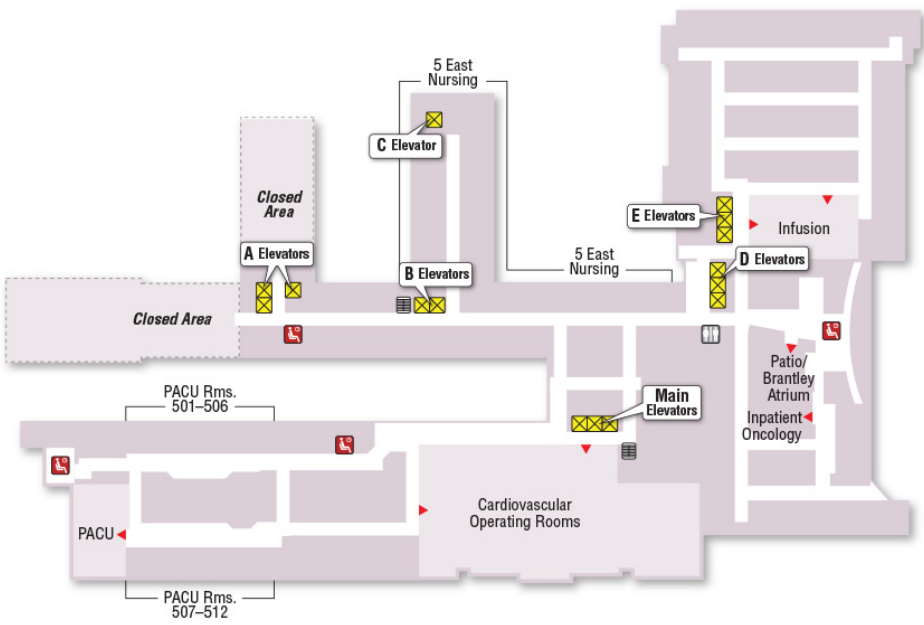 5 East
Nursing
C Elevator
Closed
Area
E Elevators
Infusion
A Elevators
5 East
Nursing
D Elevators
B Elevators
Closed Area
Patio/
Brantley
Atrium
PACU Rms.
501–506
Main
Elevators
Inpatient
Oncology
Cardiovascular
Operating Rooms
PACU
PACU Rms.
507–512